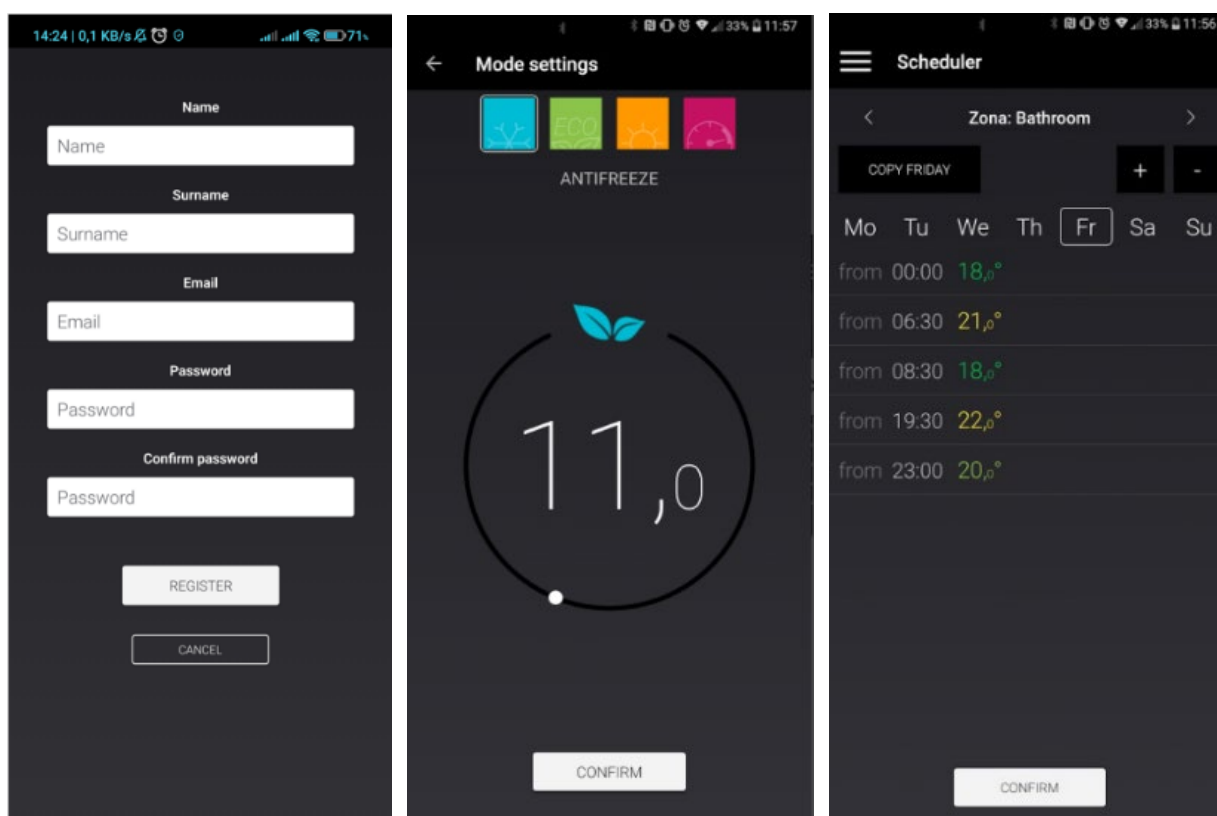 14:24 | 0,1 KB/s 71
Name
Name
Surname
Surname
Email
Email
Password
Password
Confirm password
Password
REGISTER
CANCEL
33% 11:57
Mode settings
ECO
ANTIFREEZE
11,0
CONFIRM
33% 11:56
Scheduler
< Zona: Bathroom >
COPY FRIDAY + -
Mo Tu We Th Fr Sa Su
from 00:00 18,0°
from 06:30 21,0°
from 08:30 18,0°
from 19:30 22,0°
from 23:00 20,0°
CONFIRM